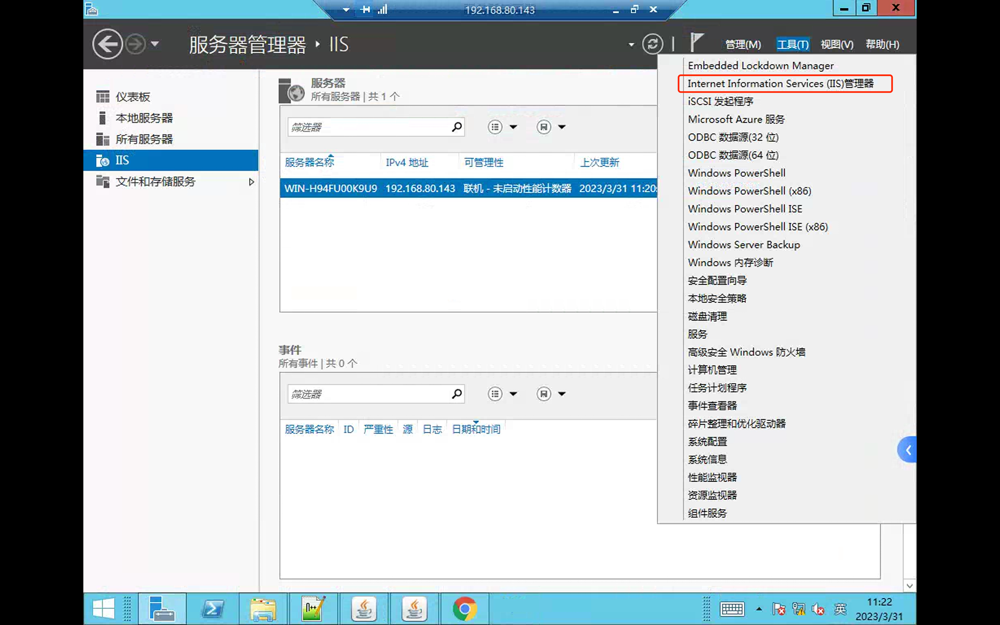 192.168.80.143
服务器管理器 ‣ IIS
管理(M) 工具(T) 视图(V) 帮助(H)
仪表板
本地服务器
所有服务器
IIS
文件和存储服务
服务器
所有服务器 | 共 1 个
筛选器
服务器名称 IPv4 地址 可管理性 上次更新
WIN-H94FU00K9U9 192.168.80.143 联机 - 未启动性能计数器 2023/3/31 11:20:
事件
所有事件 | 共 0 个
筛选器
服务器名称 ID 严重性 源 日志 日期和时间
Embedded Lockdown Manager
Internet Information Services (IIS)管理器
iSCSI 发起程序
Microsoft Azure 服务
ODBC 数据源(32 位)
ODBC 数据源(64 位)
Windows PowerShell
Windows PowerShell (x86)
Windows PowerShell ISE
Windows PowerShell ISE (x86)
Windows Server Backup
Windows 内存诊断
安全配置向导
本地安全策略
磁盘清理
服务
高级安全 Windows 防火墙
计算机管理
任务计划程序
事件查看器
碎片整理和优化驱动器
系统配置
系统信息
性能监视器
资源监视器
组件服务
n++
英
11:22
2023/3/31